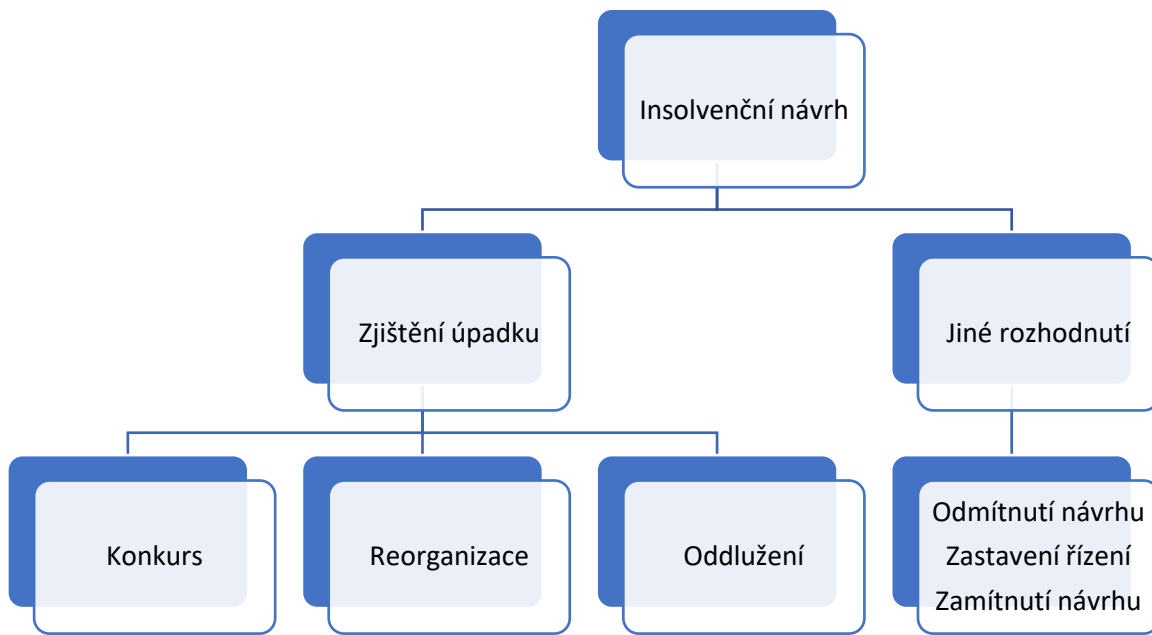 Insolvenční návrh
Zjištění úpadku
Jiné rozhodnutí
Konkurs
Reorganizace
Oddlužení
Odmítnutí návrhu
Zastavení řízení
Zamítnutí návrhu